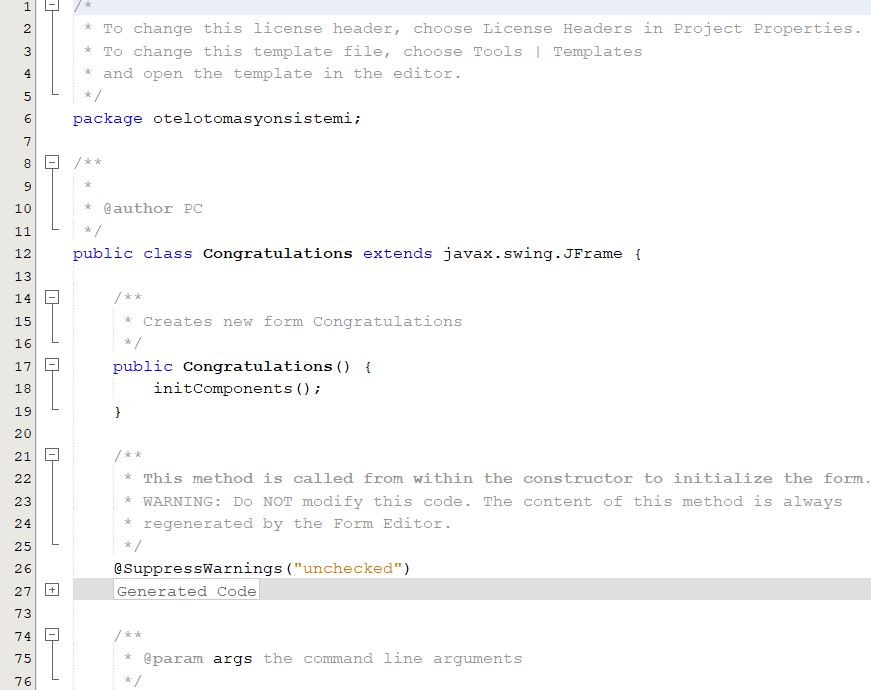 1 /*
2 * To change this license header, choose License Headers in Project Properties.
3 * To change this template file, choose Tools | Templates
4 * and open the template in the editor.
5 */
6 package otelotomasyonsistemi;
7
8 /**
9 *
10 * @author PC
11 */
12 public class Congratulations extends javax.swing.JFrame {
13
14 /**
15 * Creates new form Congratulations
16 */
17 public Congratulations() {
18 initComponents();
19 }
20
21 /**
22 * This method is called from within the constructor to initialize the form.
23 * WARNING: Do NOT modify this code. The content of this method is always
24 * regenerated by the Form Editor.
25 */
26 @SuppressWarnings("unchecked")
27 Generated Code
73
74 /**
75 * @param args the command line arguments
76 */